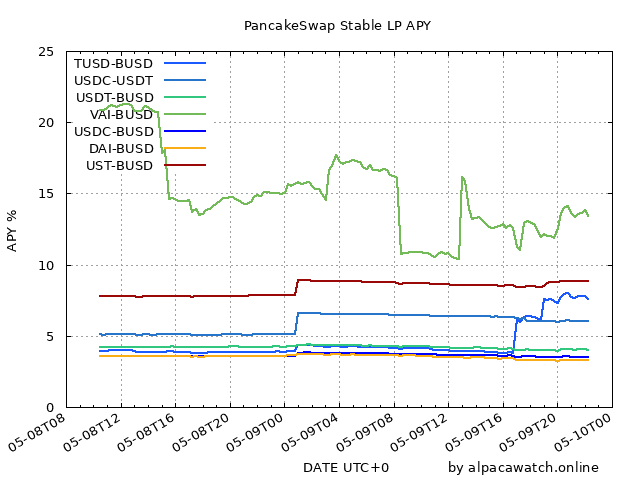 PancakeSwap Stable LP APY
25
20
15
10
5
0
APY %
TUSD-BUSD
USDC-USDT
USDT-BUSD
VAI-BUSD
USDC-BUSD
DAI-BUSD
UST-BUSD
05-08T08
05-08T12
05-08T16
05-08T20
05-09T00
05-09T04
05-09T08
05-09T12
05-09T16
05-09T20
05-10T00
DATE UTC+0
by alpacawatch.online